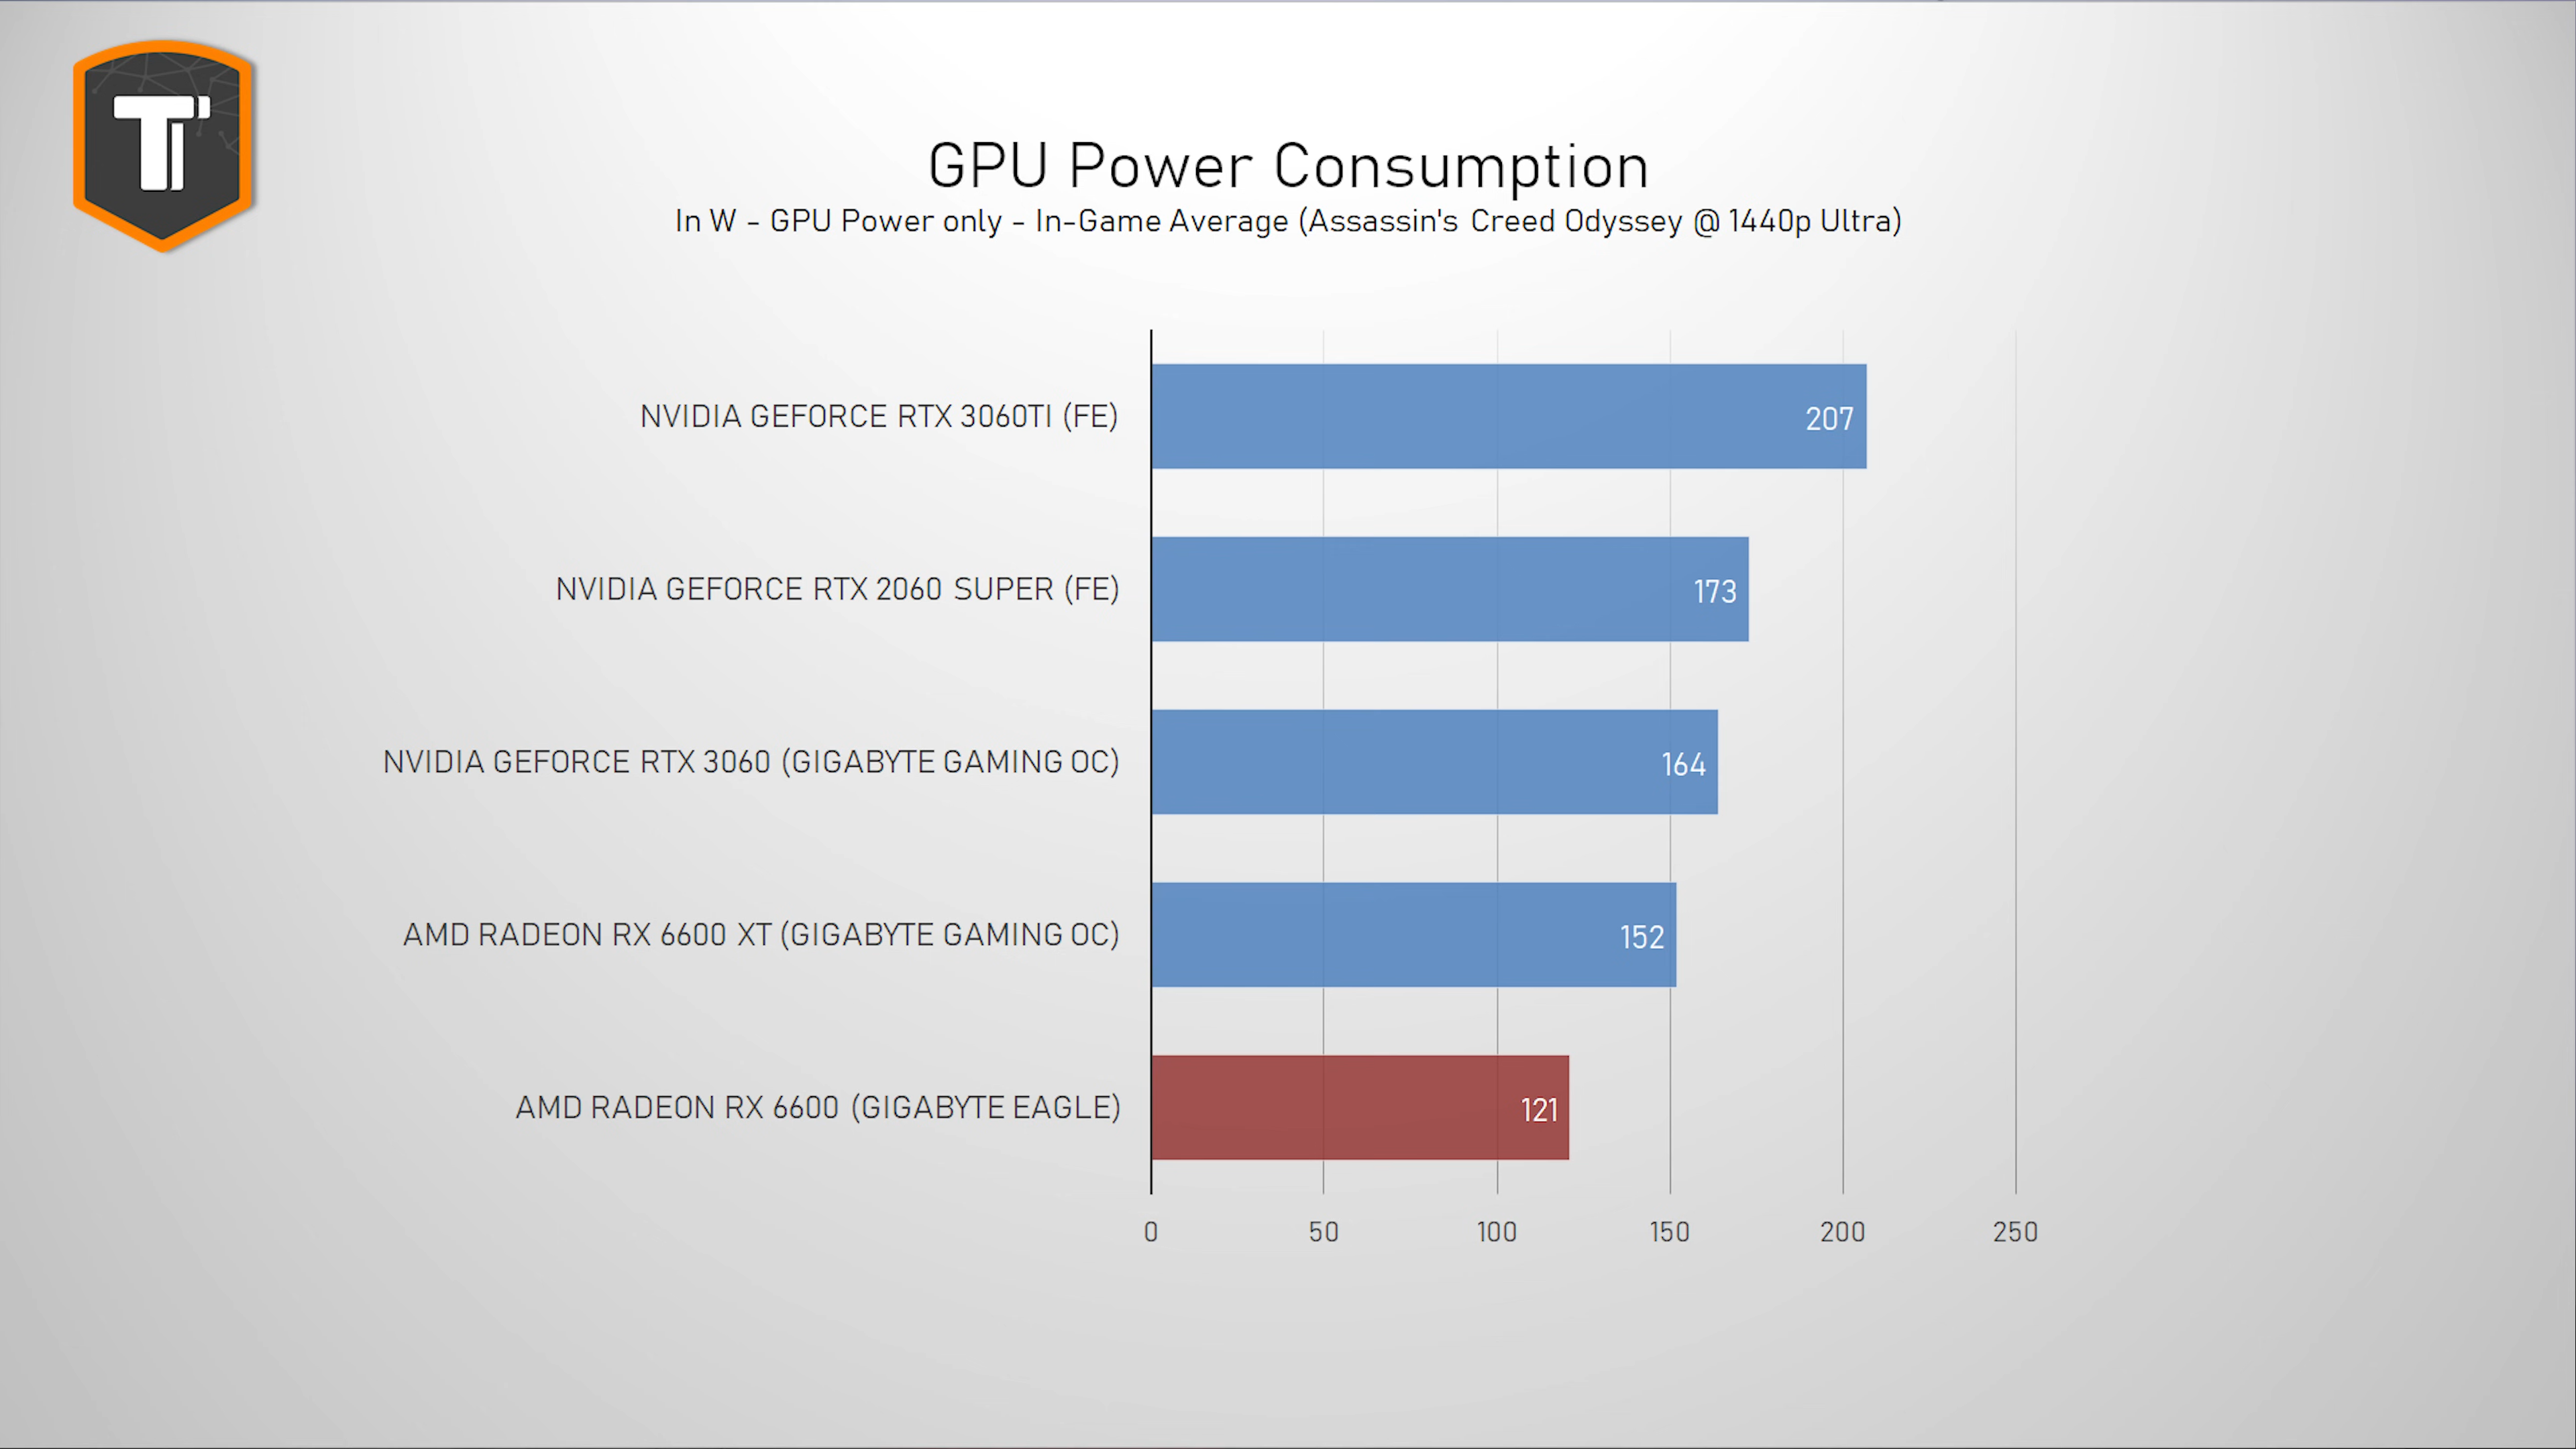 GPU Power Consumption
In W - GPU Power only - In-Game Average (Assassin's Creed Odyssey @ 1440p Ultra)
NVIDIA GEFORCE RTX 3060TI (FE) 207
NVIDIA GEFORCE RTX 2060 SUPER (FE) 173
NVIDIA GEFORCE RTX 3060 (GIGABYTE GAMING OC) 164
AMD RADEON RX 6600 XT (GIGABYTE GAMING OC) 152
AMD RADEON RX 6600 (GIGABYTE EAGLE) 121
0 50 100 150 200 250